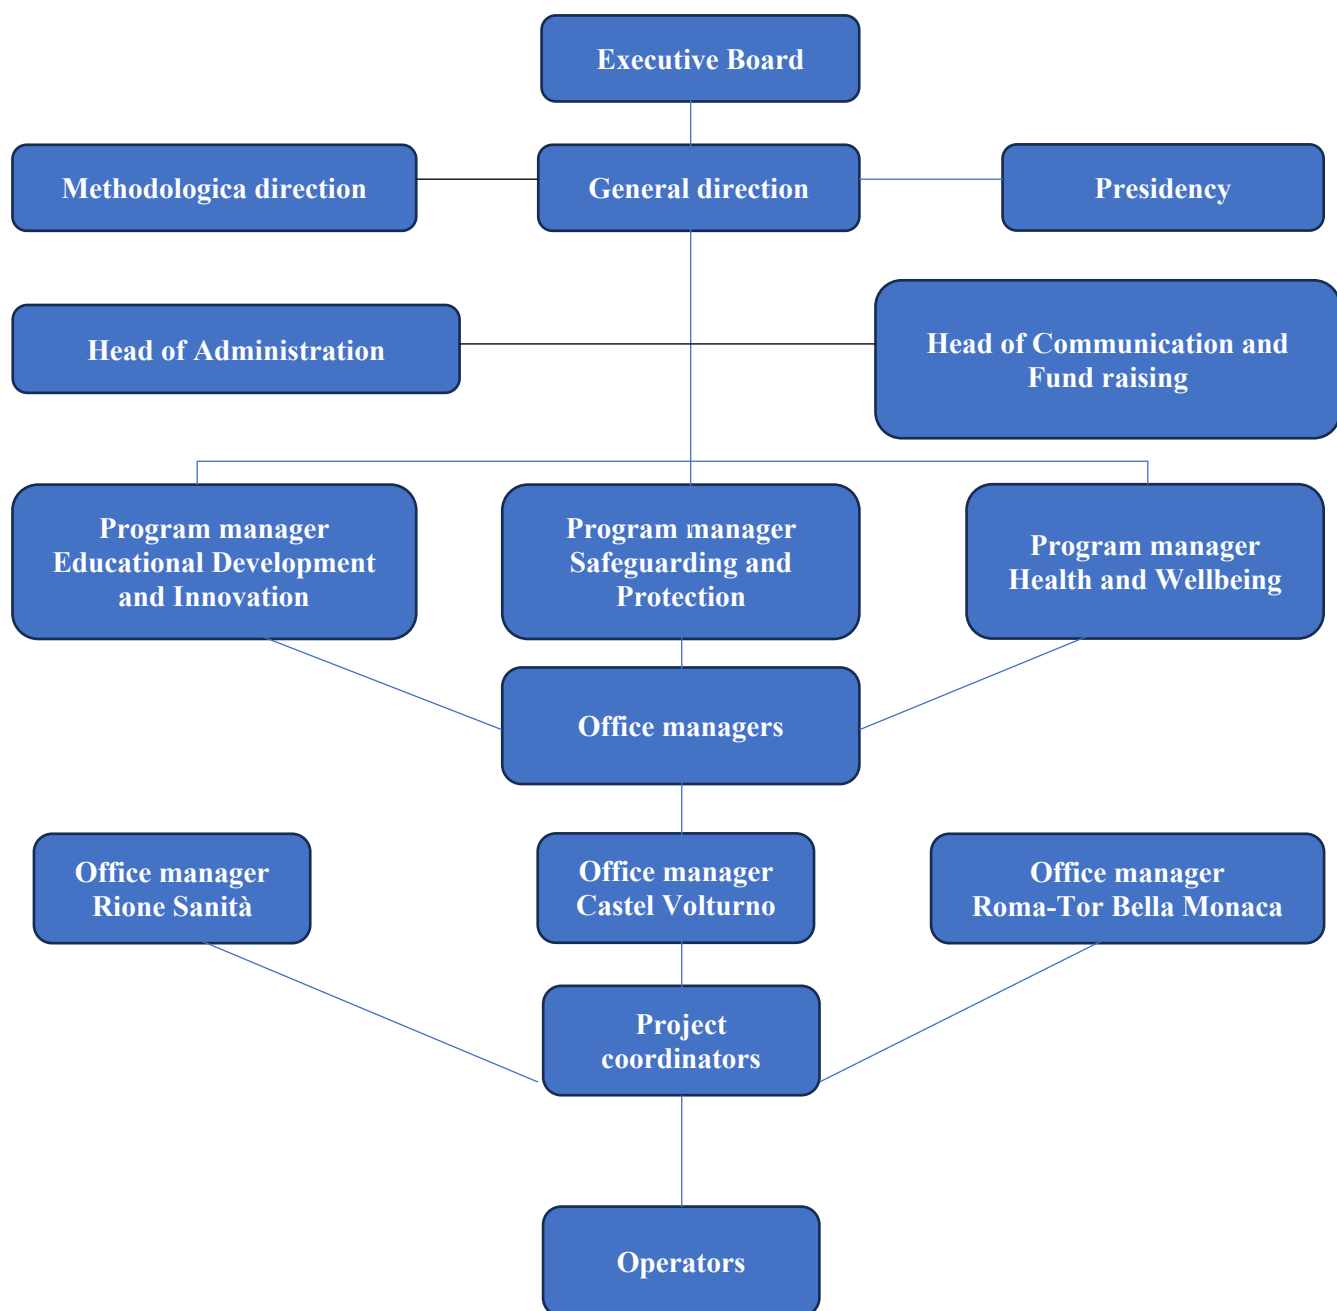 Executive Board
Methodologica direction
General direction
Presidency
Head of Administration
Head of Communication and
Fund raising
Program manager
Educational Development
and Innovation
Program manager
Safeguarding and
Protection
Program manager
Health and Wellbeing
Office managers
Office manager
Rione Sanità
Office manager
Castel Volturno
Office manager
Roma-Tor Bella Monaca
Project
coordinators
Operators